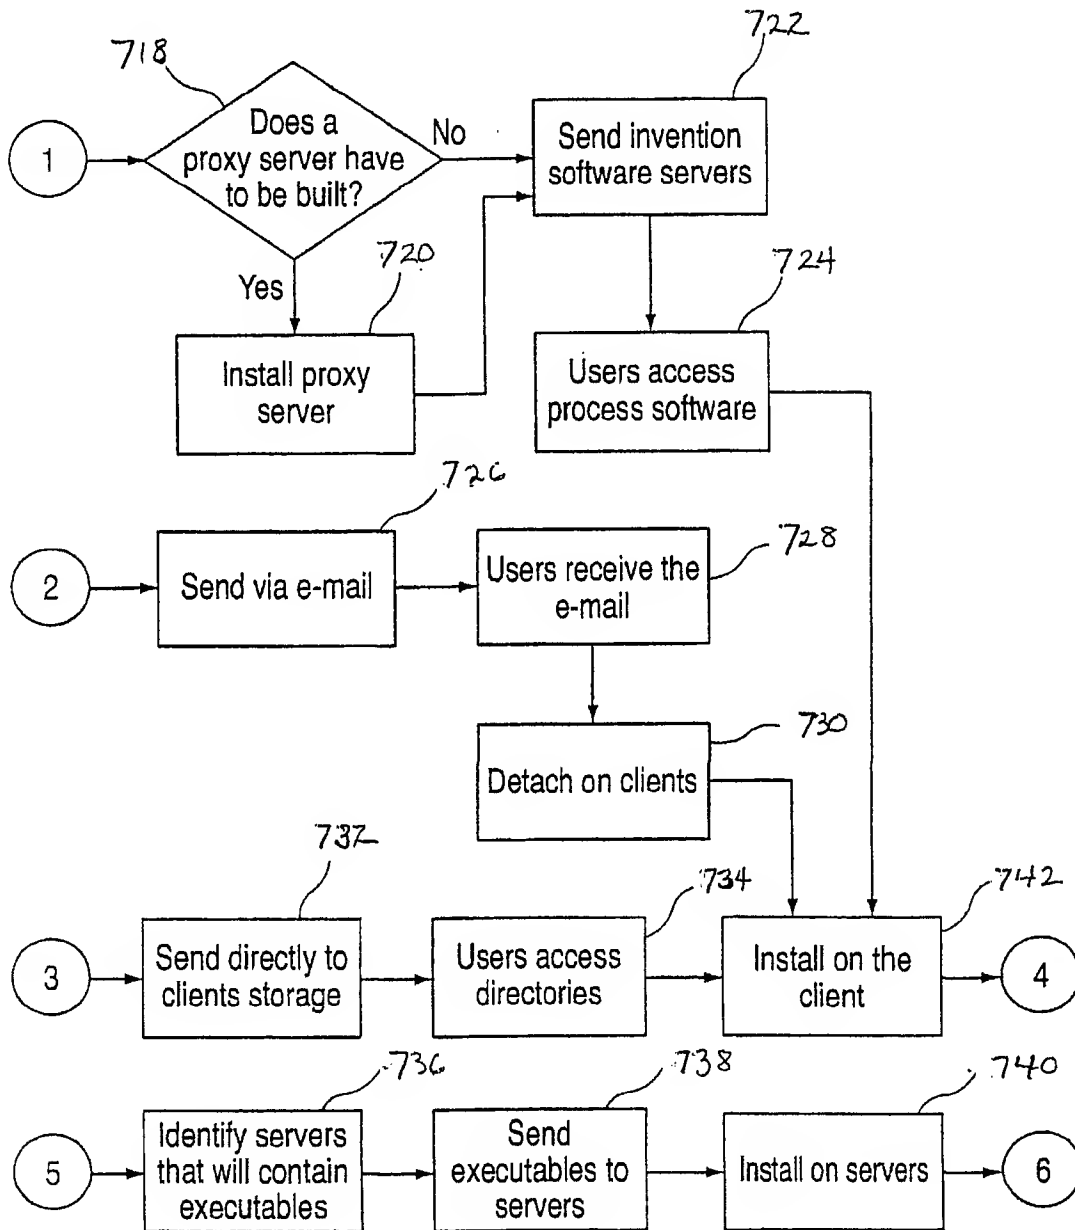 718
722
1
Does a
proxy server have
to be built?
No
Send invention
software servers
Yes
720
724
Install proxy
server
Users access
process software
726
728
2
Send via e-mail
Users receive the
e-mail
730
Detach on clients
732
734
742
3
Send directly to
clients storage
Users access
directories
Install on the
client
4
736
738
740
5
Identify servers
that will contain
executables
Send
executables to
servers
Install on servers
6